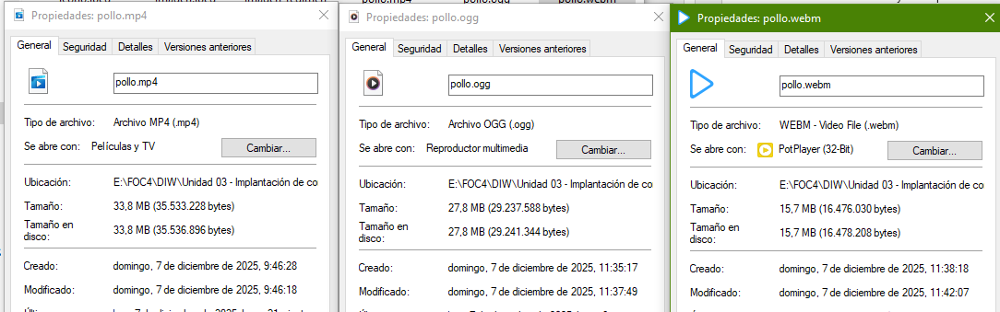 Propiedades: pollo.mp4
General Seguridad Detalles Versiones anteriores
pollo.mp4
Tipo de archivo: Archivo MP4 (.mp4)
Se abre con: Películas y TV Cambiar...
Ubicación: E:\FOC4\DIW\Unidad 03 - Implantación de co
Tamaño: 33,8 MB (35.533.228 bytes)
Tamaño en disco: 33,8 MB (35.536.896 bytes)
Creado: domingo, 7 de diciembre de 2025, 9:46:28
Modificado: domingo, 7 de diciembre de 2025, 9:46:18
Propiedades: pollo.ogg
General Seguridad Detalles Versiones anteriores
pollo.ogg
Tipo de archivo: Archivo OGG (.ogg)
Se abre con: Reproductor multimedia Cambiar...
Ubicación: E:\FOC4\DIW\Unidad 03 - Implantación de co
Tamaño: 27,8 MB (29.237.588 bytes)
Tamaño en disco: 27,8 MB (29.241.344 bytes)
Creado: domingo, 7 de diciembre de 2025, 11:35:17
Modificado: domingo, 7 de diciembre de 2025, 11:37:49
Propiedades: pollo.webm
General Seguridad Detalles Versiones anteriores
pollo.webm
Tipo de archivo: WEBM - Video File (.webm)
Se abre con: PotPlayer (32-Bit) Cambiar...
Ubicación: E:\FOC4\DIW\Unidad 03 - Implantación de co
Tamaño: 15,7 MB (16.476.030 bytes)
Tamaño en disco: 15,7 MB (16.478.208 bytes)
Creado: domingo, 7 de diciembre de 2025, 11:38:18
Modificado: domingo, 7 de diciembre de 2025, 11:42:07